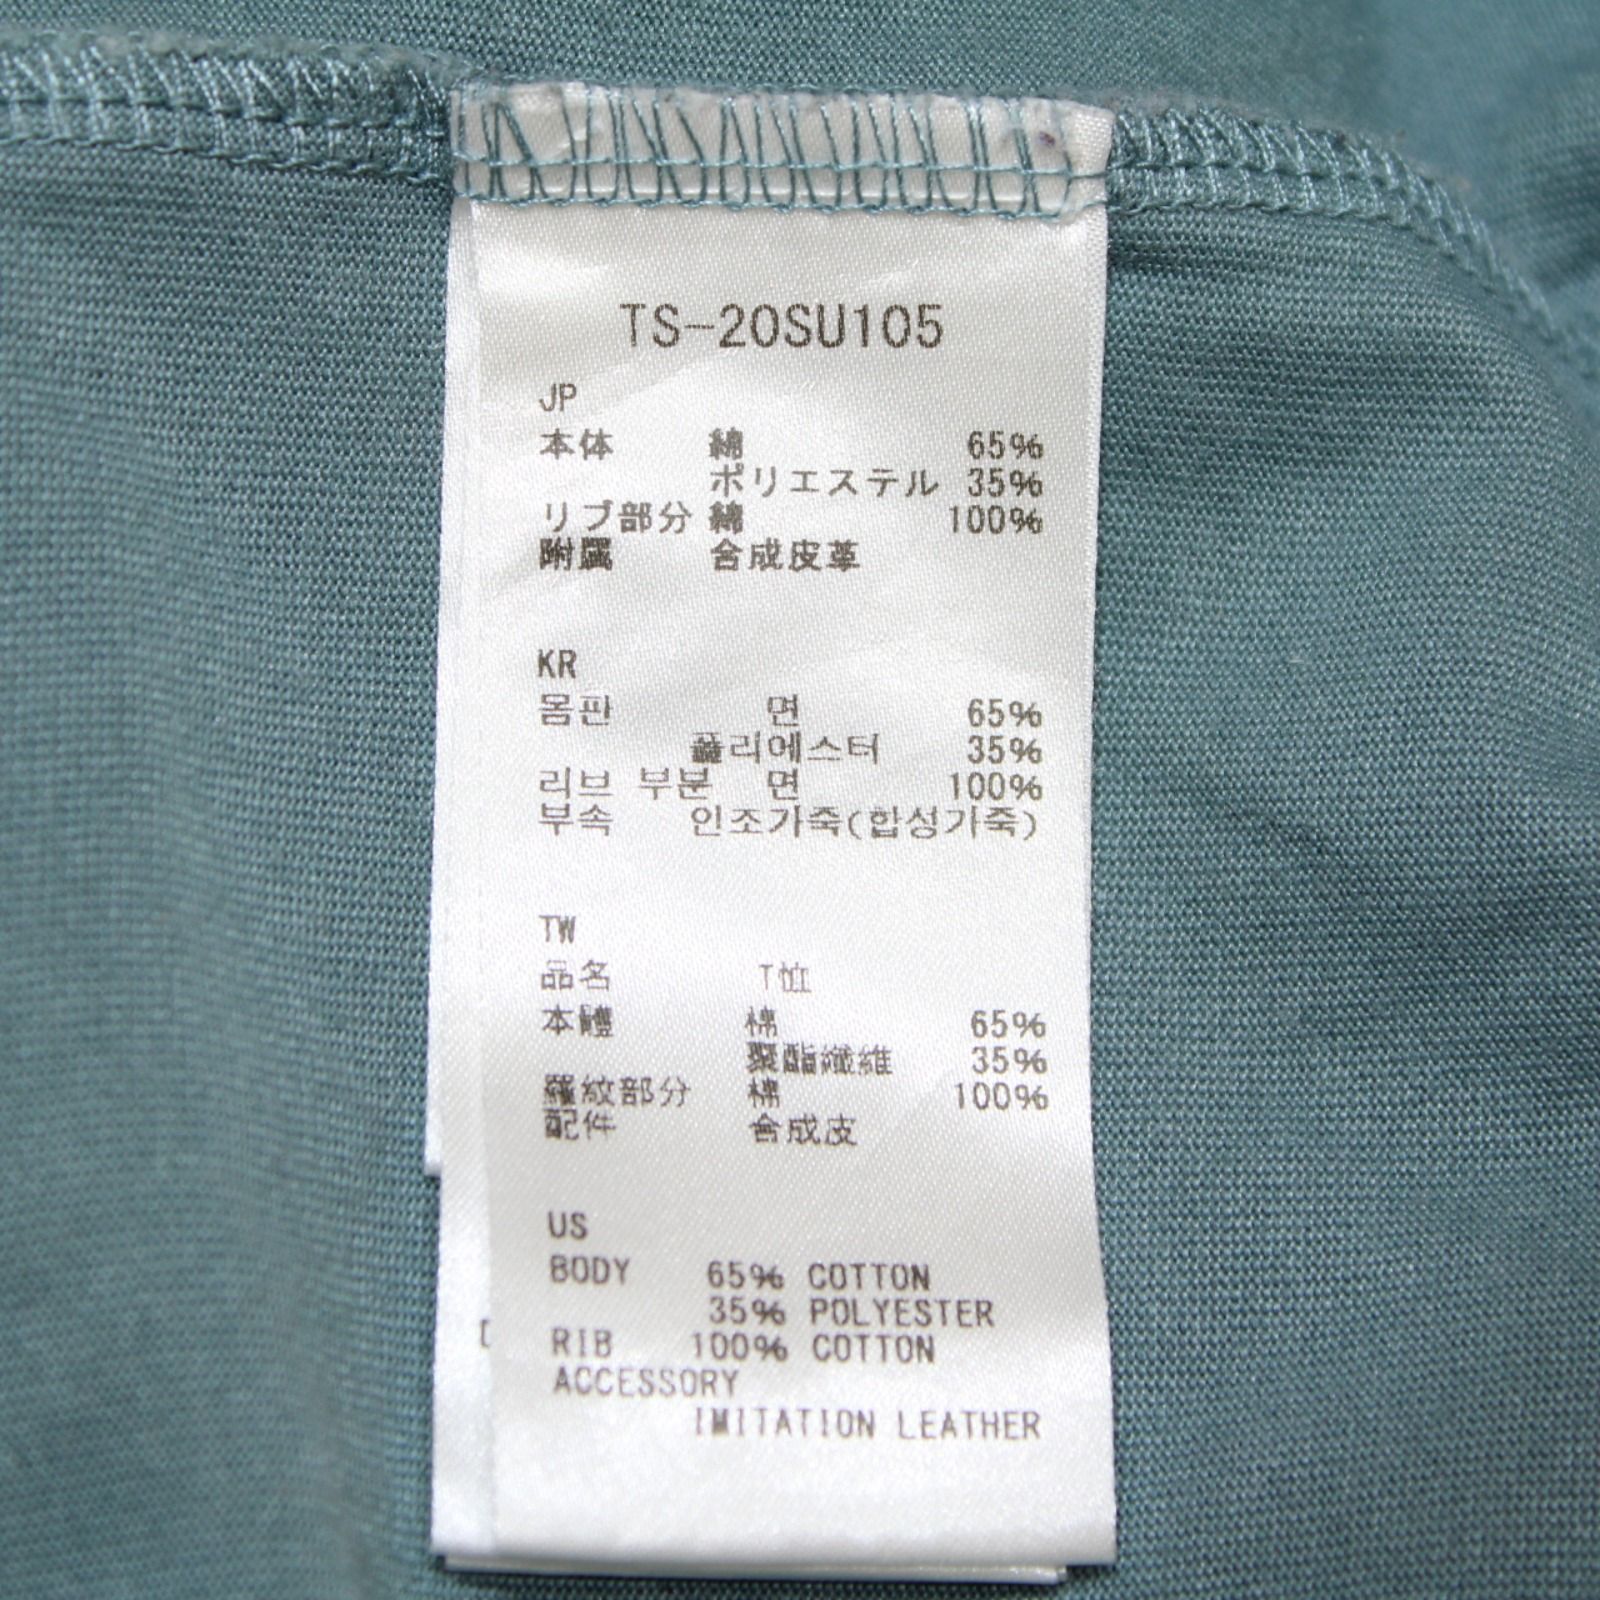 TS-20SU105
JP
本体 綿 65%
ポリエステル 35%
リブ部分 綿 100%
附属 合成皮革
KR
몸판 면 65%
폴리에스터 35%
리브 부분 면 100%
부속 인조가죽(합성가죽)
TW
品名 T恤
本體 棉 65%
聚酯纖維 35%
羅紋部分 棉 100%
配件 合成皮
US
BODY 65% COTTON
35% POLYESTER
RIB 100% COTTON
ACCESSORY
IMITATION LEATHER